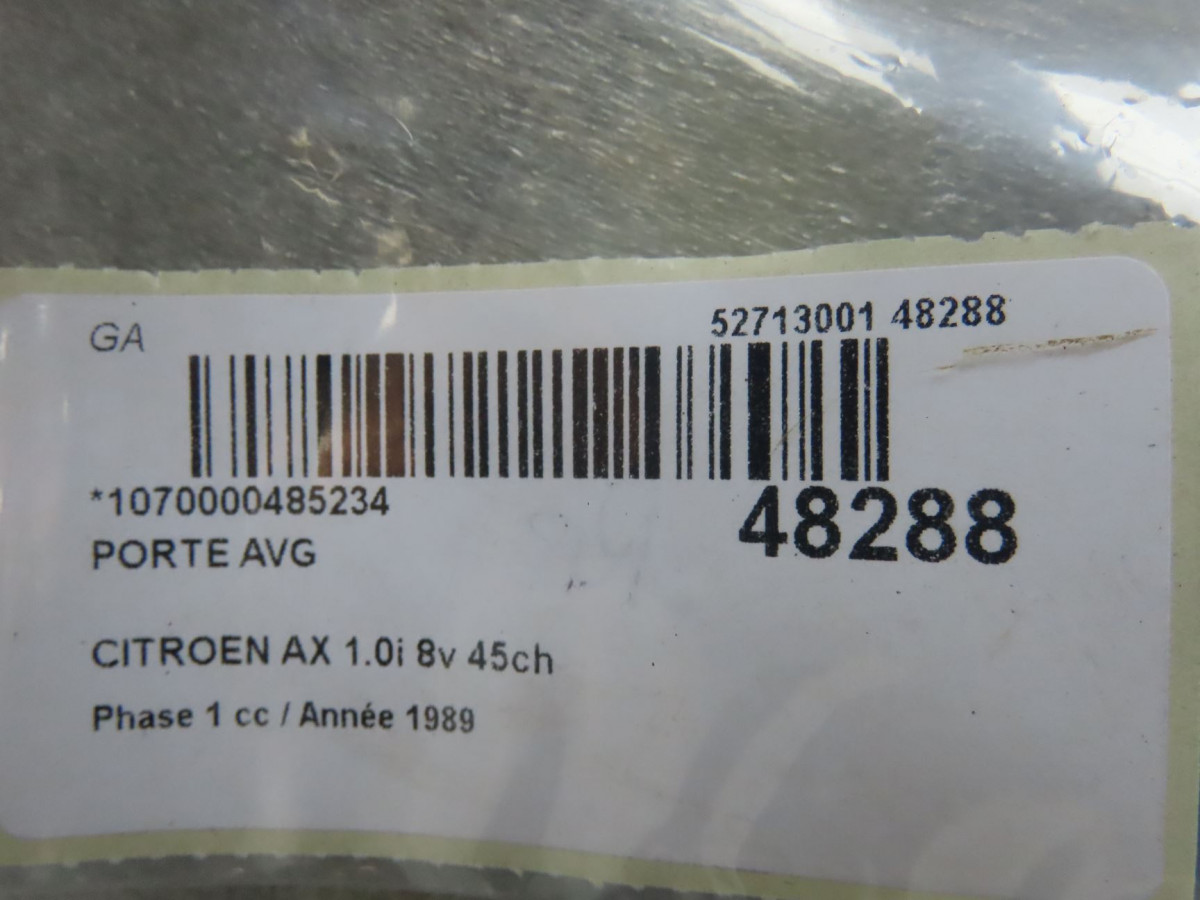 GA
52713001 48288
*1070000485234
48288
PORTE AVG
CITROEN AX 1.0i 8v 45ch
Phase 1 cc / Année 1989